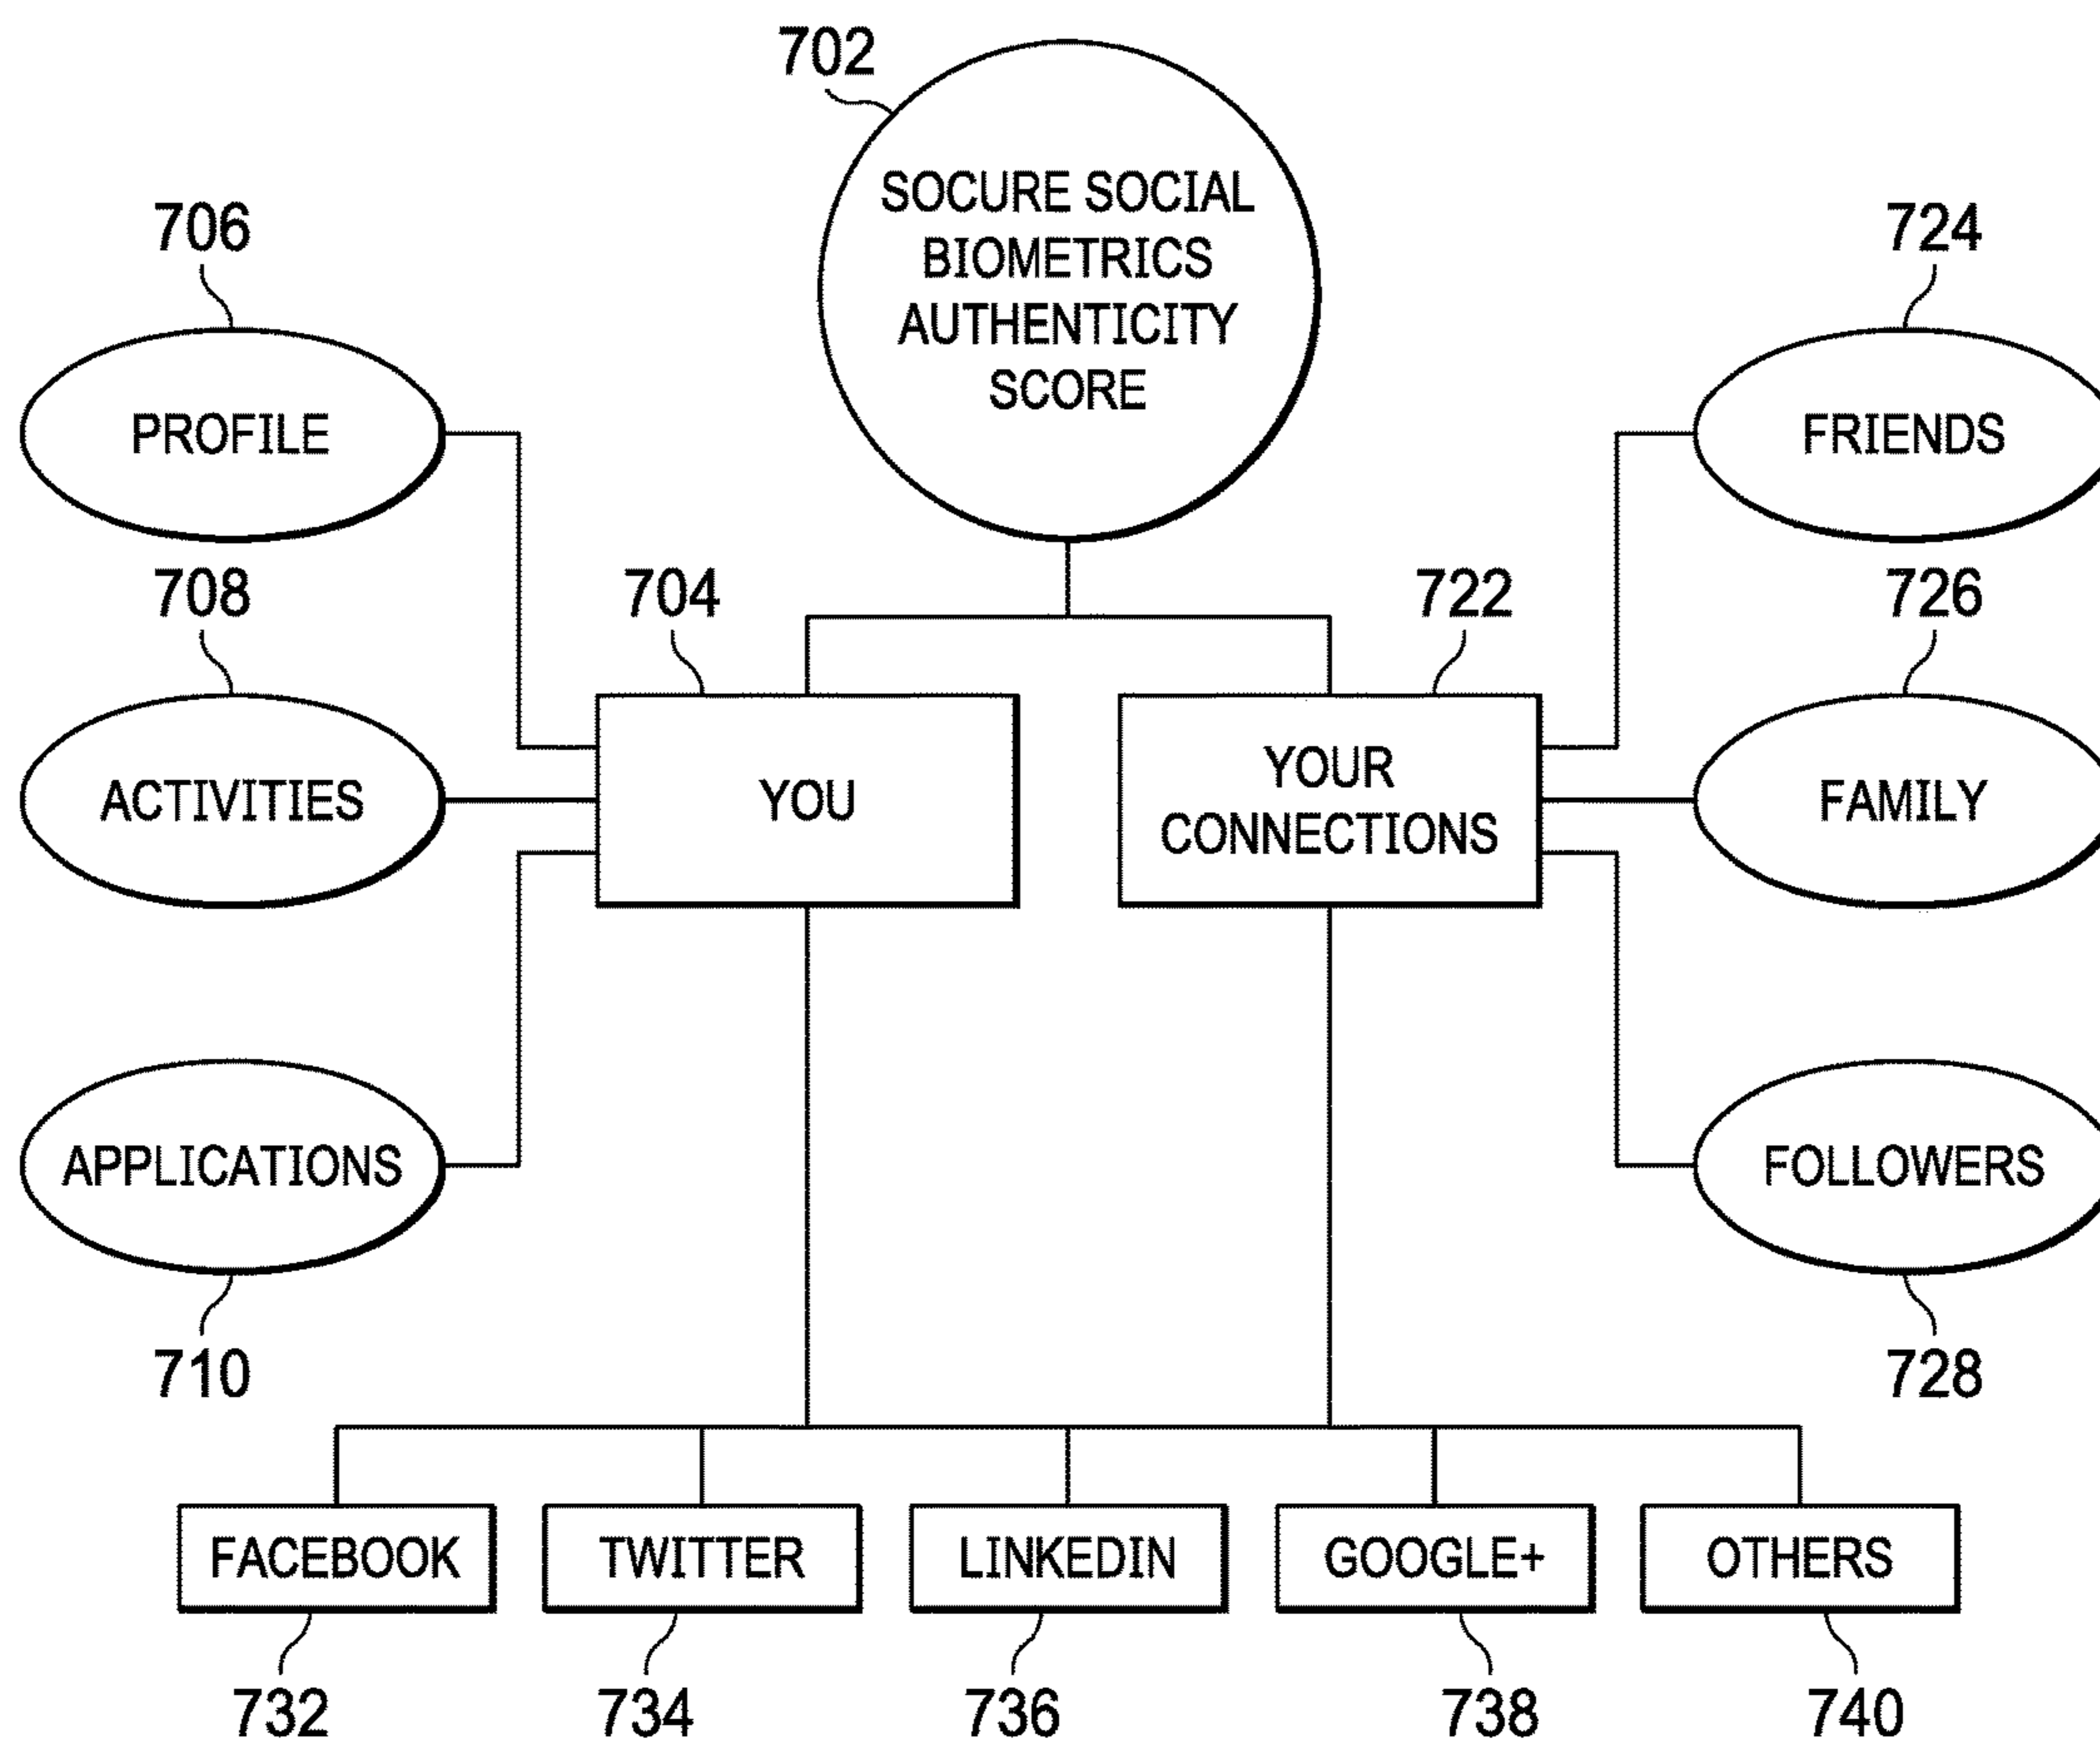 702
SOCURE SOCIAL
BIOMETRICS
AUTHENTICITY
SCORE
706
PROFILE
724
FRIENDS
708
ACTIVITIES
704
YOU
722
YOUR
CONNECTIONS
726
FAMILY
APPLICATIONS
710
FOLLOWERS
728
FACEBOOK
TWITTER
LINKEDIN
GOOGLE+
OTHERS
732
734
736
738
740